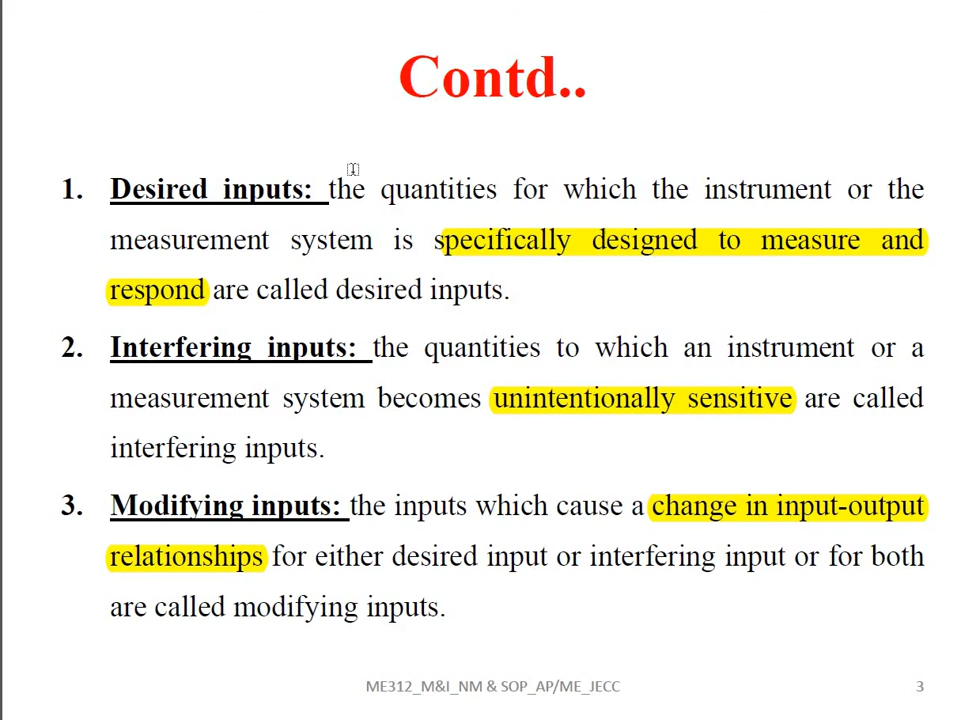 Contd..
1. Desired inputs: the quantities for which the instrument or the
measurement system is specifically designed to measure and
respond are called desired inputs.
2. Interfering inputs: the quantities to which an instrument or a
measurement system becomes unintentionally sensitive are called
interfering inputs.
3. Modifying inputs: the inputs which cause a change in input-output
relationships for either desired input or interfering input or for both
are called modifying inputs.
ME312_M&I_NM & SOP_AP/ME_JECC 3